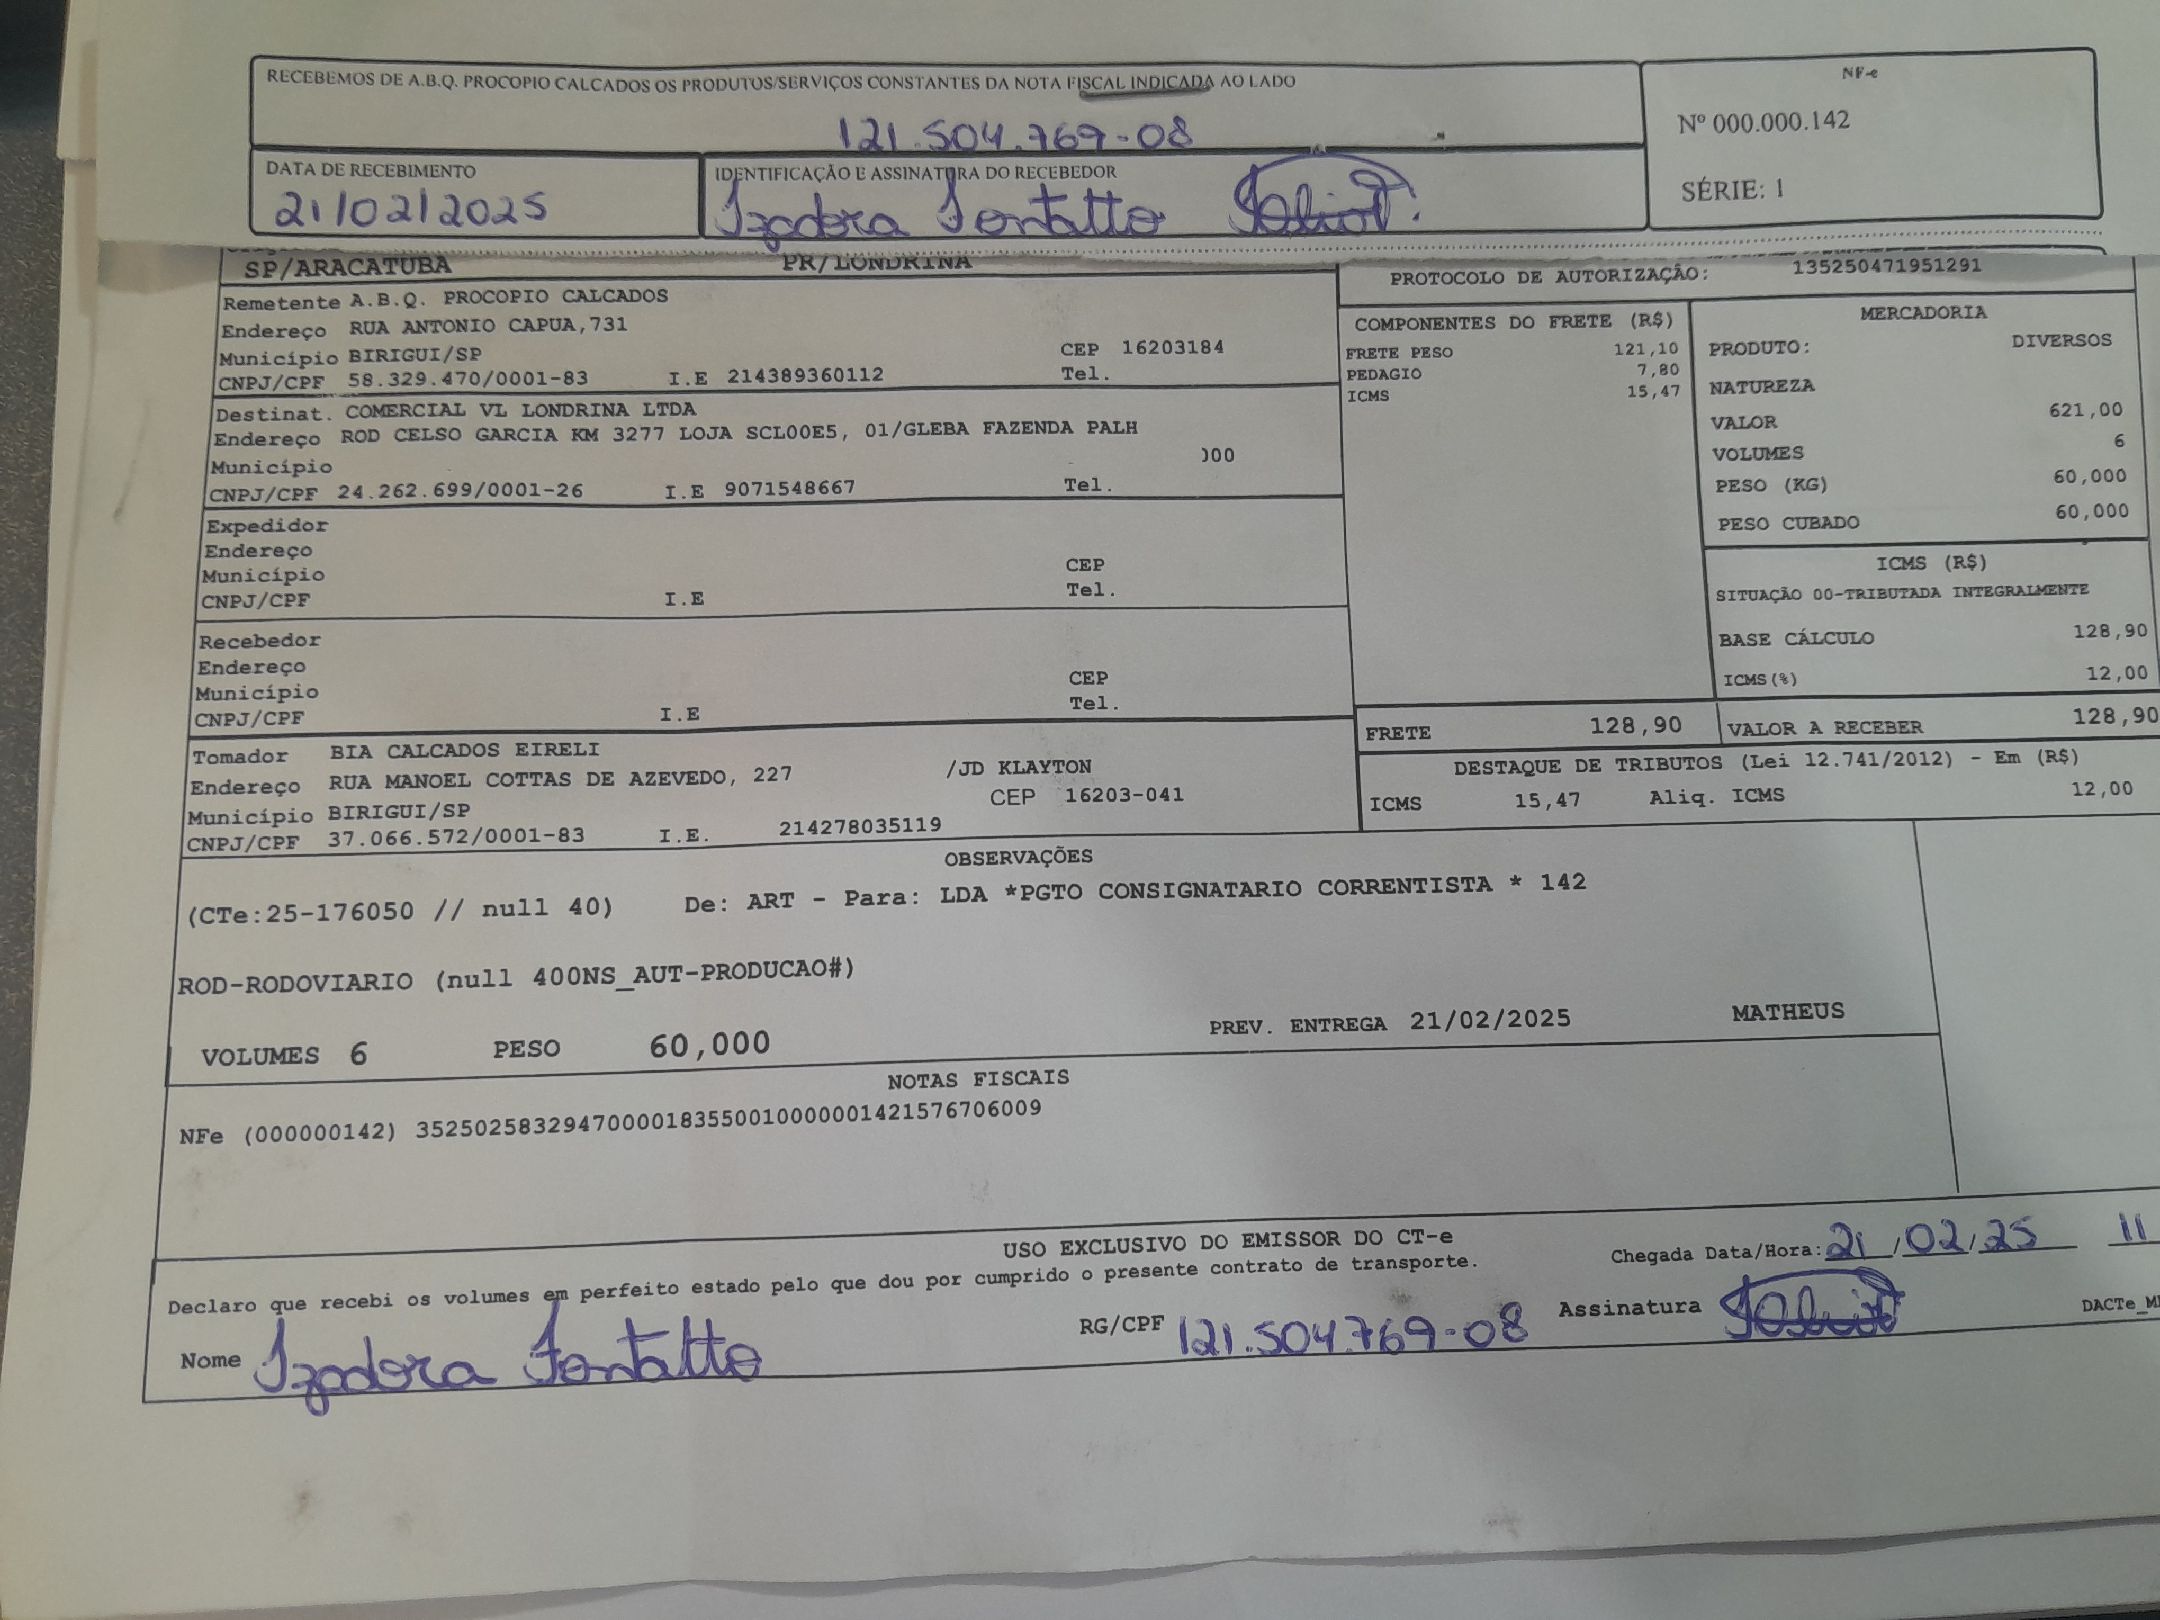 RECEBEMOS DE A.B.Q. PROCOPIO CALCADOS OS PRODUTOS/SERVIÇOS CONSTANTES DA NOTA FISCAL INDICADA AO LADO
121.504.769-08
NF-e
Nº 000.000.142
SÉRIE: 1
DATA DE RECEBIMENTO
21/02/2025
IDENTIFICAÇÃO E ASSINATURA DO RECEBEDOR
Izadora Fontatto
SP/ARACATUBA PR/LONDRINA
PROTOCOLO DE AUTORIZAÇÃO: 135250471951291
Remetente A.B.Q. PROCOPIO CALCADOS
Endereço RUA ANTONIO CAPUA,731
Município BIRIGUI/SP CEP 16203184
CNPJ/CPF 58.329.470/0001-83 I.E 214389360112 Tel.
Destinat. COMERCIAL VL LONDRINA LTDA
Endereço ROD CELSO GARCIA KM 3277 LOJA SCL00E5, 01/GLEBA FAZENDA PALH
Município 000
CNPJ/CPF 24.262.699/0001-26 I.E 9071548667 Tel.
Expedidor
Endereço
Município CEP
CNPJ/CPF I.E Tel.
Recebedor
Endereço
Município CEP
CNPJ/CPF I.E Tel.
Tomador BIA CALCADOS EIRELI
Endereço RUA MANOEL COTTAS DE AZEVEDO, 227 /JD KLAYTON
Município BIRIGUI/SP CEP 16203-041
CNPJ/CPF 37.066.572/0001-83 I.E. 214278035119
COMPONENTES DO FRETE (R$)
FRETE PESO 121,10
PEDAGIO 7,80
ICMS 15,47
MERCADORIA
PRODUTO: DIVERSOS
NATUREZA
VALOR 621,00
VOLUMES 6
PESO (KG) 60,000
PESO CUBADO 60,000
ICMS (R$)
SITUAÇÃO 00-TRIBUTADA INTEGRALMENTE
BASE CÁLCULO 128,90
ICMS(%) 12,00
FRETE 128,90 VALOR A RECEBER 128,90
DESTAQUE DE TRIBUTOS (Lei 12.741/2012) - Em (R$)
ICMS 15,47 Aliq. ICMS 12,00
OBSERVAÇÕES
(CTe:25-176050 // null 40) De: ART - Para: LDA *PGTO CONSIGNATARIO CORRENTISTA * 142
ROD-RODOVIARIO (null 400NS_AUT-PRODUCAO#)
VOLUMES 6 PESO 60,000 PREV. ENTREGA 21/02/2025 MATHEUS
NOTAS FISCAIS
NFe (000000142) 35250258329470000183550010000001421576706009
USO EXCLUSIVO DO EMISSOR DO CT-e
Declaro que recebi os volumes em perfeito estado pelo que dou por cumprido o presente contrato de transporte.
Chegada Data/Hora: 21/02/25 11
Nome Izadora Fontatto RG/CPF 121.504.769-08 Assinatura
DACTe_M